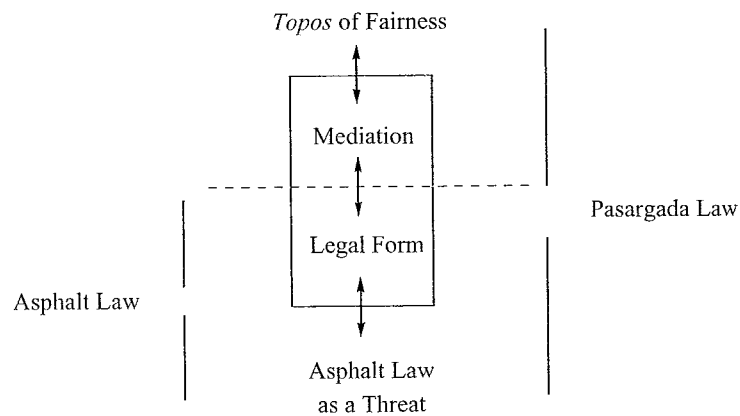 Topos of Fairness
Mediation
Pasargada Law
Legal Form
Asphalt Law
Asphalt Law
as a Threat